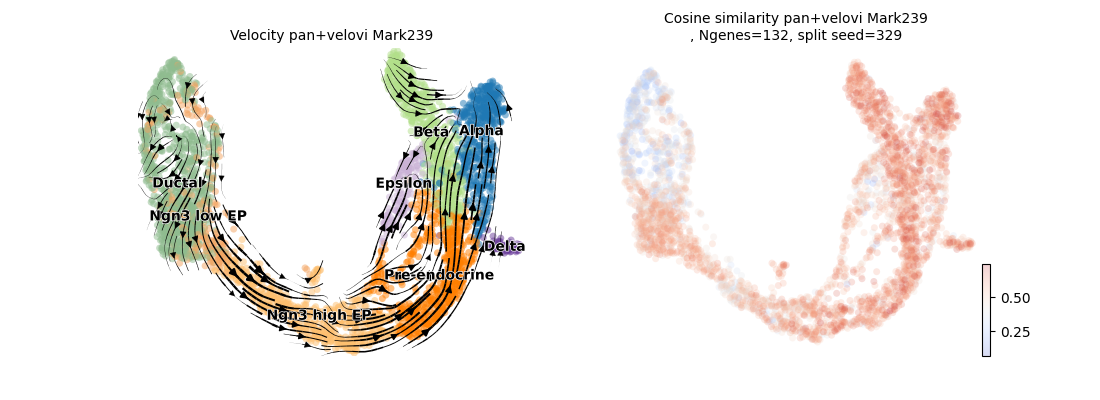 Velocity pan+velovi Mark239
Cosine similarity pan+velovi Mark239
, Ngenes=132, split seed=329
Beta
Alpha
Ductal
Epsilon
Ngn3 low EP
Delta
Pre-endocrine
Ngn3 high EP
0.50
0.25